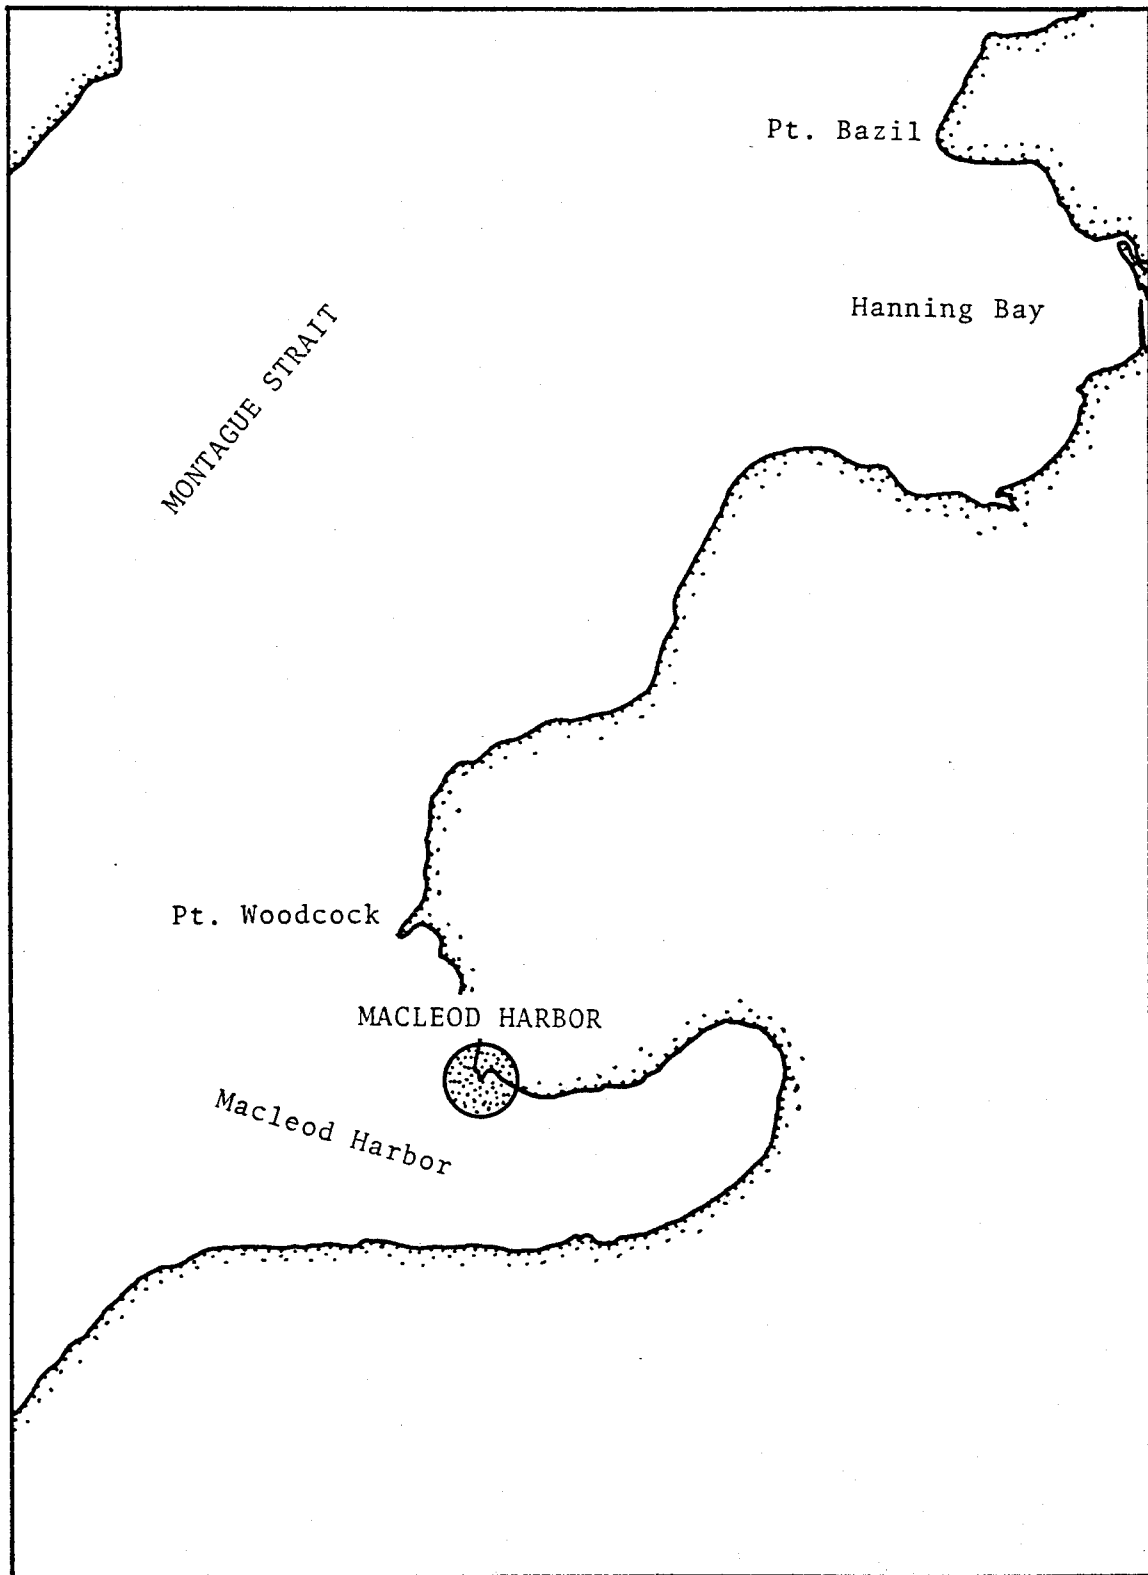 Pt. Bazil
Hanning Bay
MONTAGUE STRAIT
Pt. Woodcock
MACLEOD HARBOR
Macleod Harbor